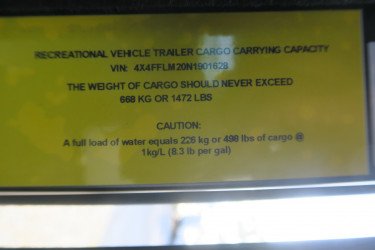 RECREATIONAL VEHICLE TRAILER CARGO CARRYING CAPACITY
VIN: 4X4FFLM20N1901628
THE WEIGHT OF CARGO SHOULD NEVER EXCEED
668 KG OR 1472 LBS
CAUTION:
A full load of water equals 226 kg or 498 lbs of cargo @
1kg/L (8.3 lb per gal)